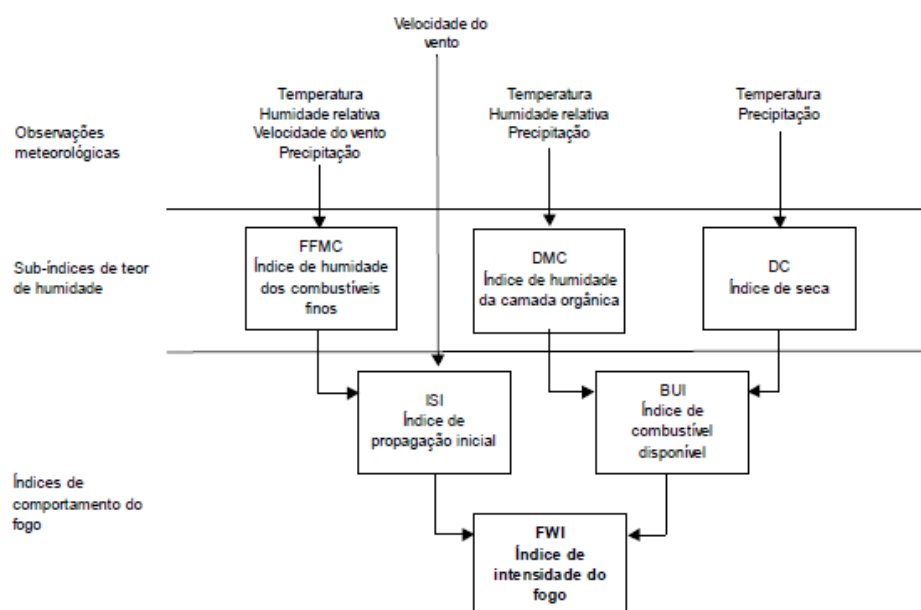 Velocidade do
vento
Observações
meteorológicas
Temperatura
Humidade relativa
Velocidade do vento
Precipitação
Temperatura
Humidade relativa
Precipitação
Temperatura
Precipitação
Sub-índices de teor
de humidade
FFMC
Índice de humidade
dos combustíveis
finos
DMC
Índice de humidade
da camada orgânica
DC
Índice de seca
Índices de
comportamento do
fogo
ISI
Índice de
propagação inicial
BUI
Índice de
combustível
disponível
FWI
Índice de
intensidade do
fogo